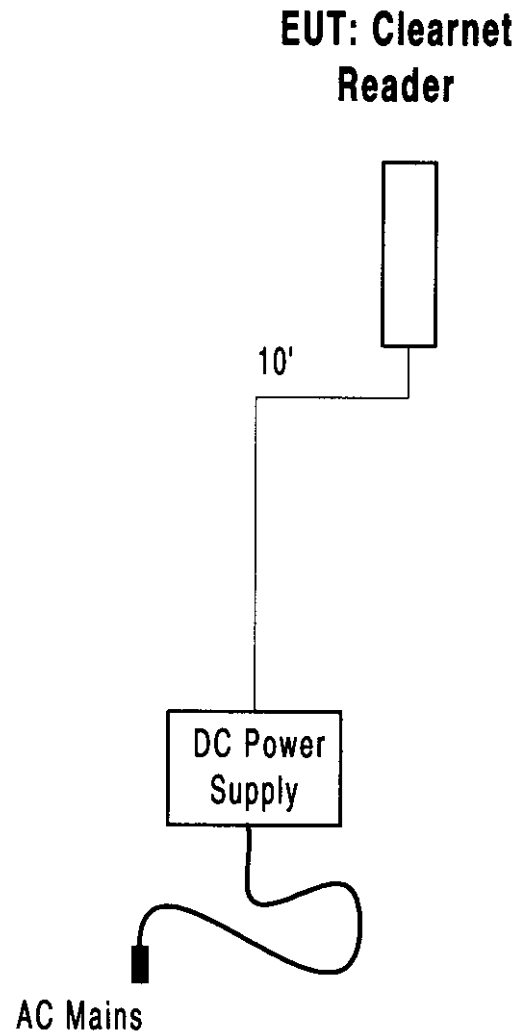 EUT: Clearnet
Reader
10'
DC Power
Supply
AC Mains